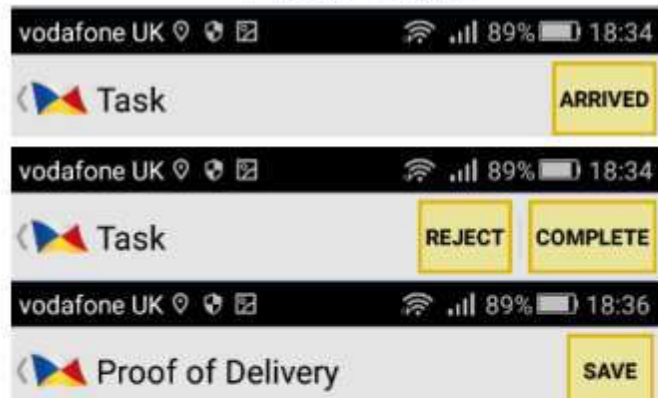 vodafone UK 89% 18:34
Task ARRIVED
vodafone UK 89% 18:34
Task REJECT COMPLETE
vodafone UK 89% 18:36
Proof of Delivery SAVE